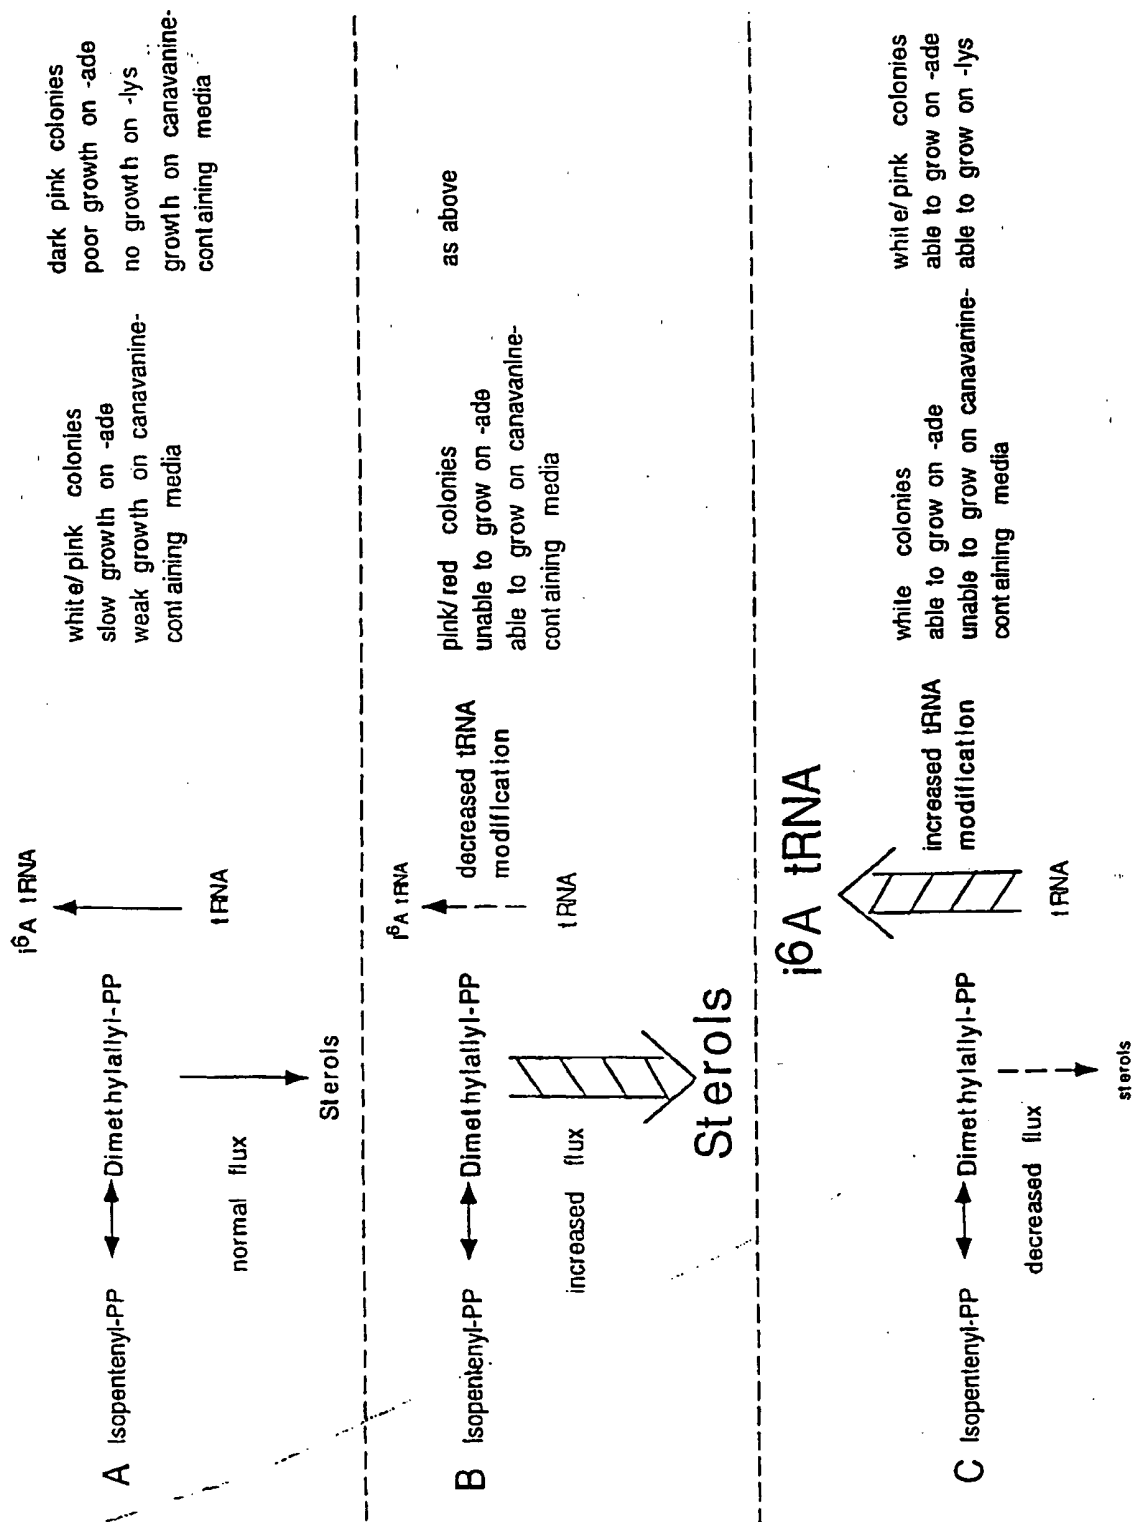 A
Isopentenyl-PP
Dimethylallyl-PP
normal flux
Sterols
i6A tRNA
tRNA
white/pink colonies
slow growth on -ade
weak growth on canavanine-
containing media
dark pink colonies
poor growth on -ade
no growth on -lys
growth on canavanine-
containing media
B
Isopentenyl-PP
Dimethylallyl-PP
increased flux
Sterols
i6A tRNA
decreased tRNA
modification
tRNA
pink/red colonies
unable to grow on -ade
able to grow on canavanine-
containing media
as above
C
Isopentenyl-PP
Dimethylallyl-PP
decreased flux
sterols
i6A tRNA
increased tRNA
modification
tRNA
white colonies
able to grow on -ade
unable to grow on canavanine-
containing media
white/pink colonies
able to grow on -ade
able to grow on -lys